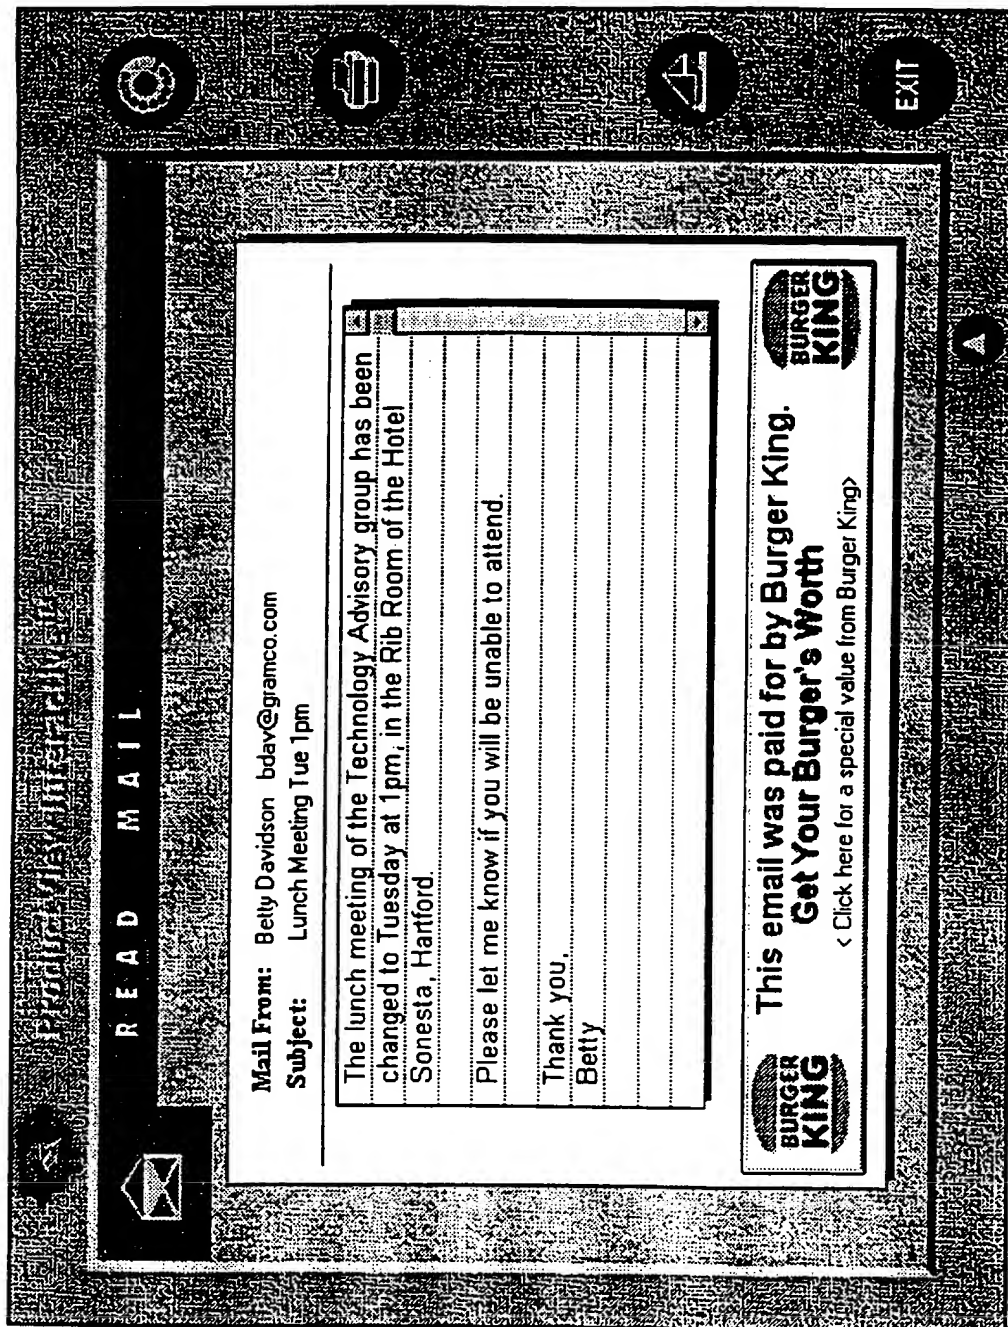 READ MAIL
EXIT
Mail From: Betty Davidson bdav@gramco.com
Subject: Lunch Meeting Tue 1pm
The lunch meeting of the Technology Advisory group has been
changed to Tuesday at 1pm, in the Rib Room of the Hotel
Sonesta, Hartford.
Please let me know if you will be unable to attend.
Thank you,
Betty
BURGER
KING
This email was paid for by Burger King.
Get Your Burger's Worth
< Click here for a special value from Burger King>
BURGER
KING